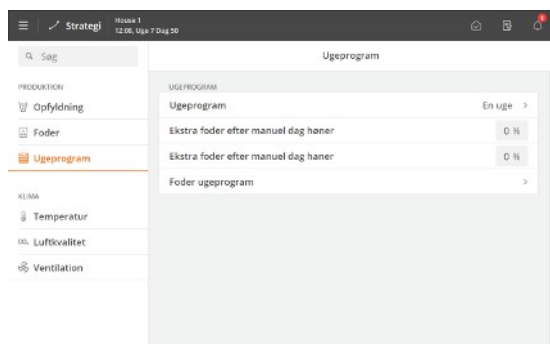 Strategi
House 1
12:08, Uge 7 Dag 50
1
Søg
Ugeprogram
PRODUKTION
Opfyldning
Foder
Ugeprogram
KLIMA
Temperatur
CO₂ Luftkvalitet
Ventilation
UGEPROGRAM
Ugeprogram En uge
Ekstra foder efter manuel dag høner 0 %
Ekstra foder efter manuel dag haner 0 %
Foder ugeprogram